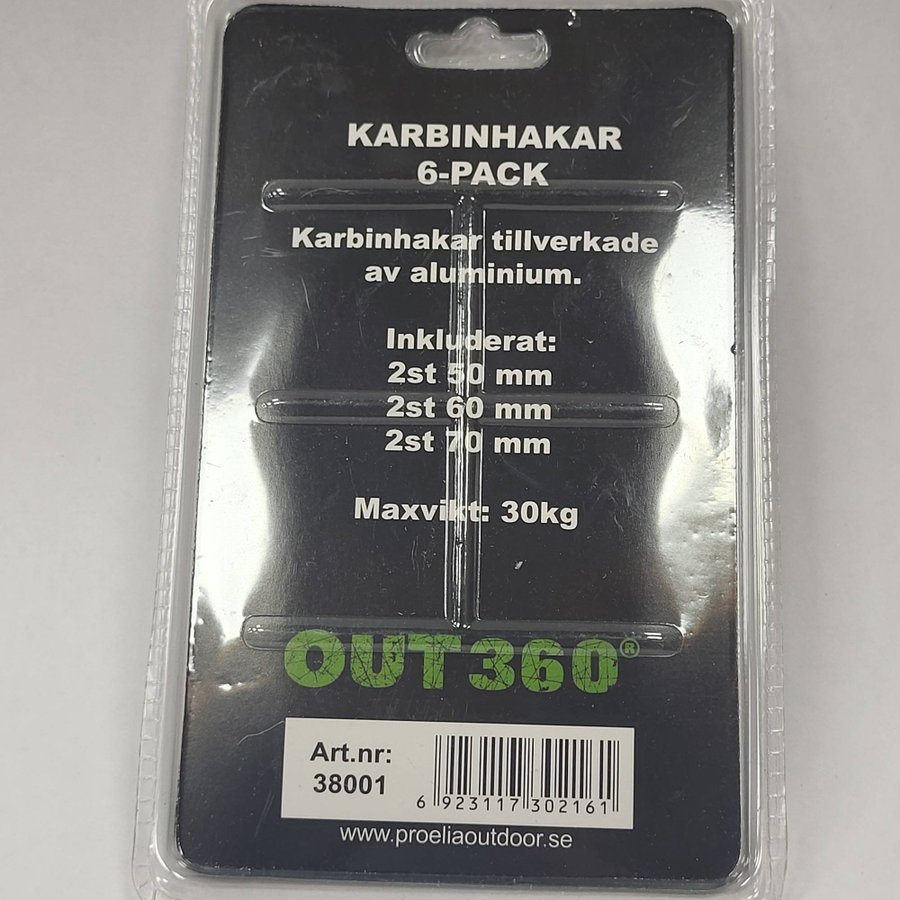 KARBINHAKAR
6-PACK
Karbinhakar tillverkade
av aluminium.
Inkluderat:
2st 50 mm
2st 60 mm
2st 70 mm
Maxvikt: 30kg
OUT360®
Art.nr:
38001
6 923117 302161
www.proeliaoutdoor.se